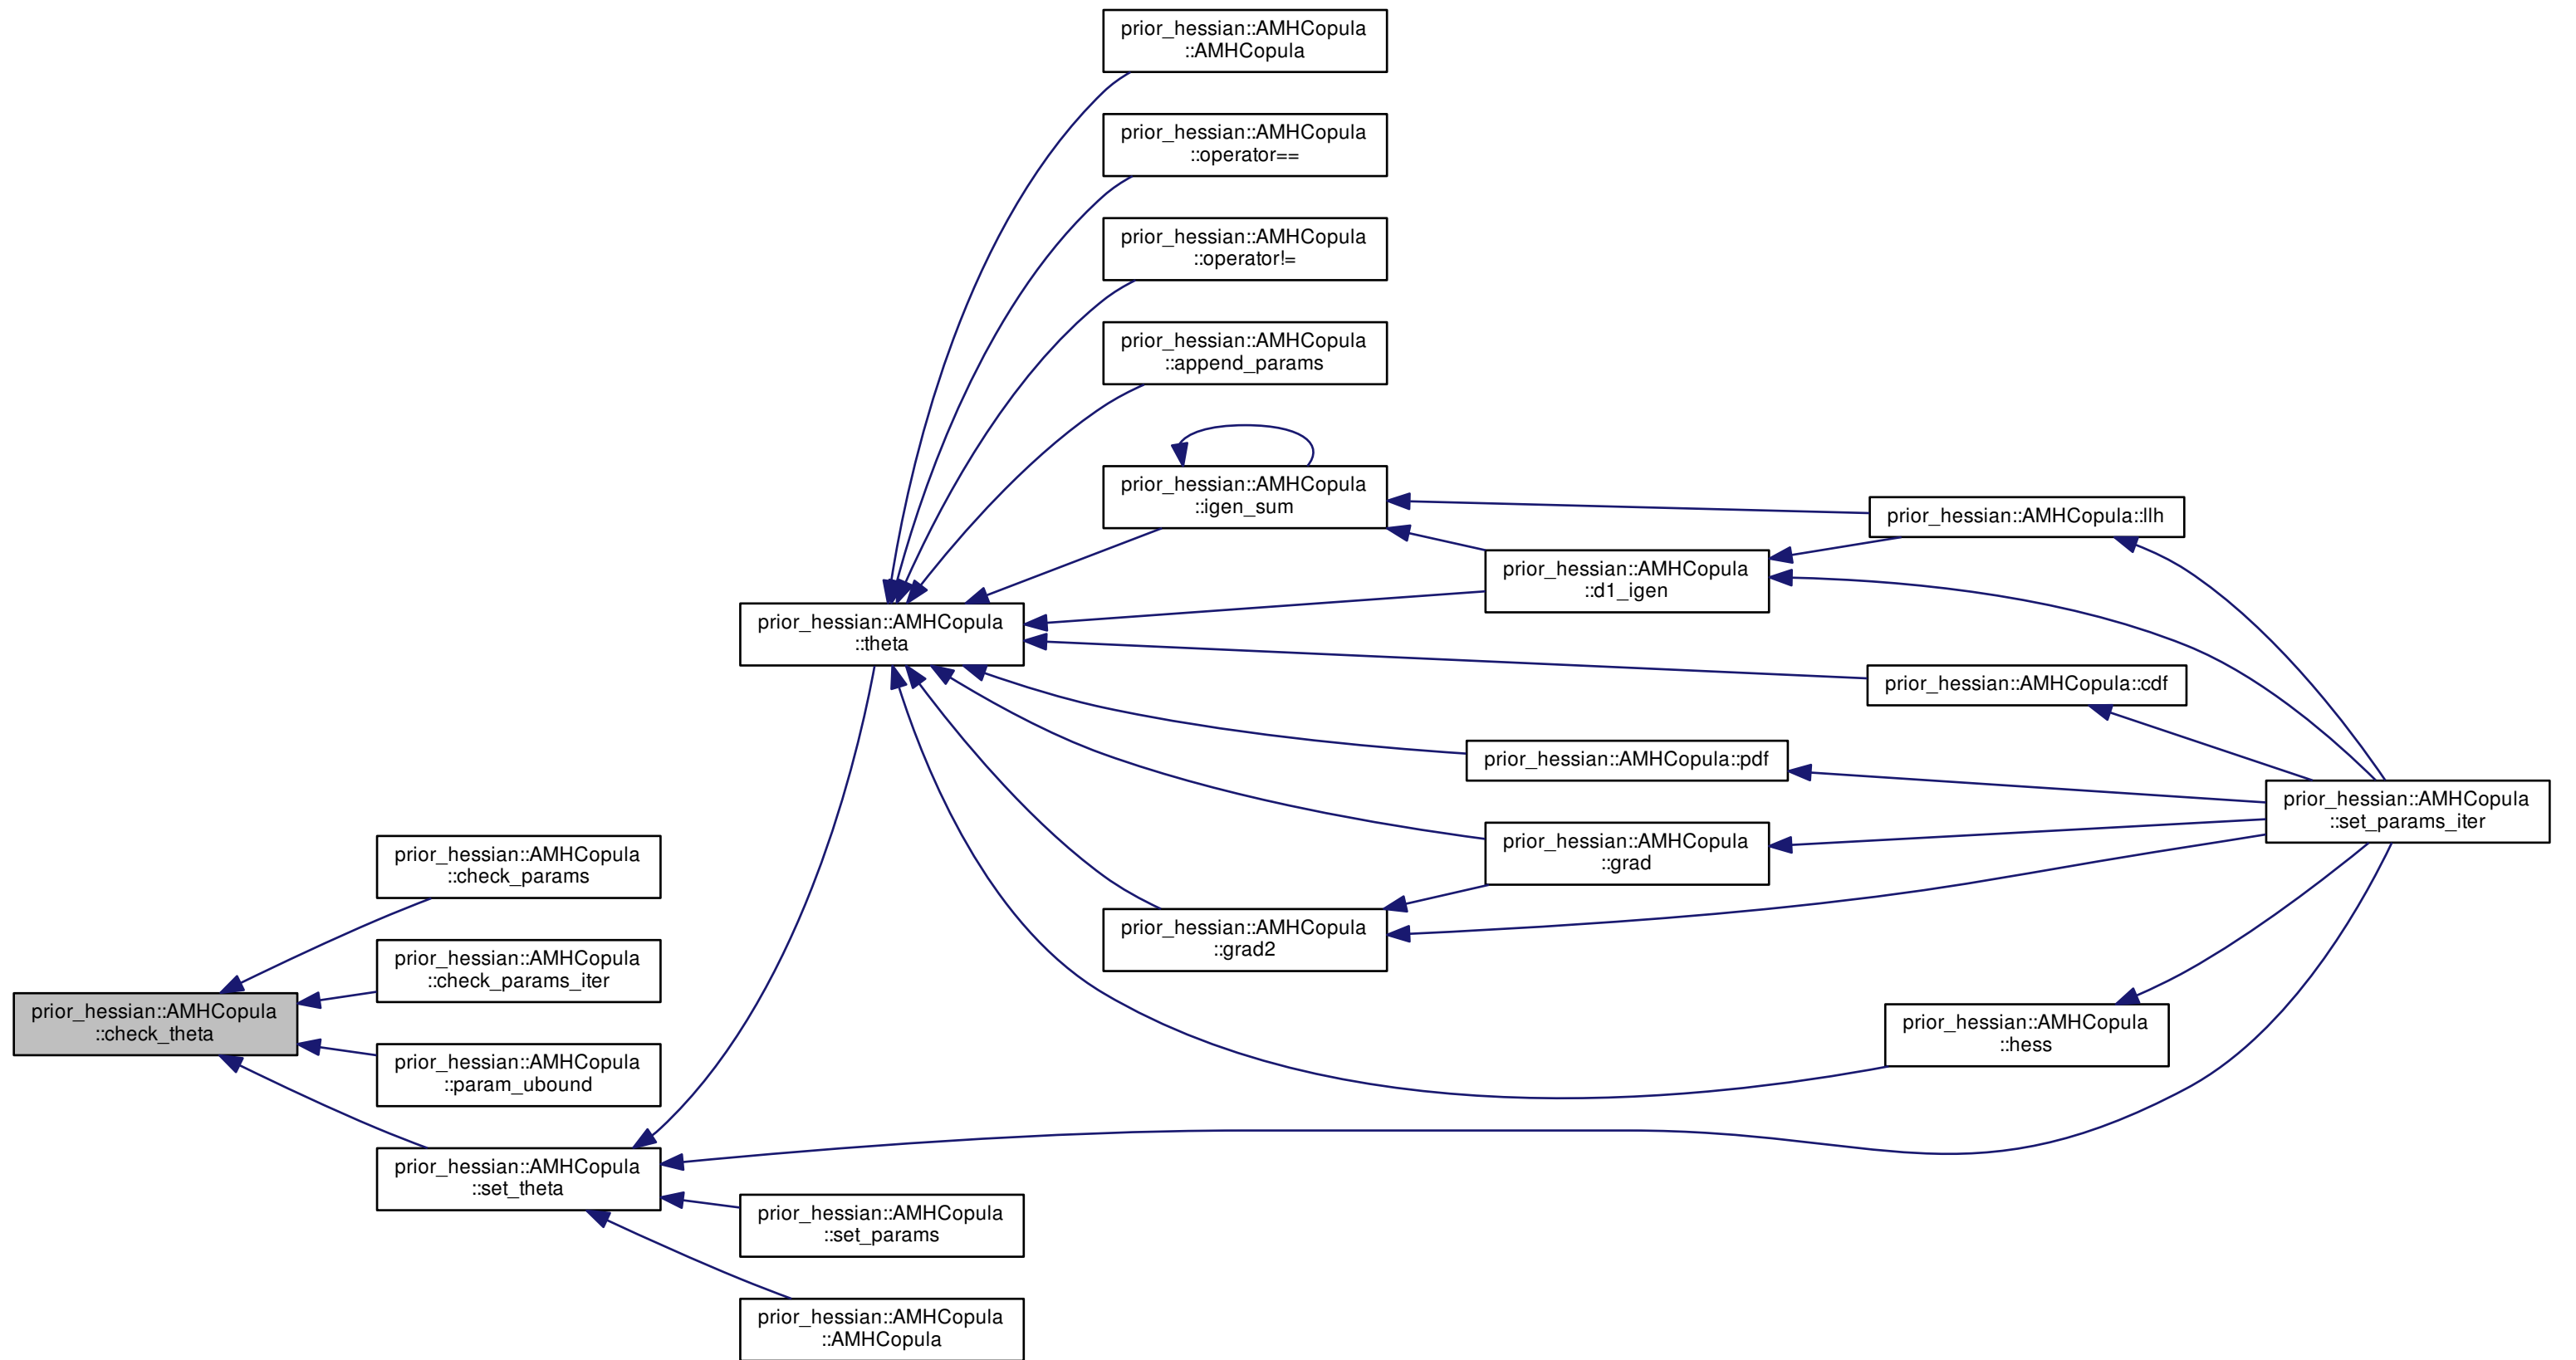 prior_hessian::AMHCopula
::AMHCopula
prior_hessian::AMHCopula
::operator==
prior_hessian::AMHCopula
::operator!=
prior_hessian::AMHCopula
::append_params
prior_hessian::AMHCopula
::igen_sum
prior_hessian::AMHCopula::llh
prior_hessian::AMHCopula
::d1_igen
prior_hessian::AMHCopula
::theta
prior_hessian::AMHCopula::cdf
prior_hessian::AMHCopula::pdf
prior_hessian::AMHCopula
::set_params_iter
prior_hessian::AMHCopula
::grad
prior_hessian::AMHCopula
::check_params
prior_hessian::AMHCopula
::grad2
prior_hessian::AMHCopula
::check_params_iter
prior_hessian::AMHCopula
::check_theta
prior_hessian::AMHCopula
::hess
prior_hessian::AMHCopula
::param_ubound
prior_hessian::AMHCopula
::set_theta
prior_hessian::AMHCopula
::set_params
prior_hessian::AMHCopula
::AMHCopula